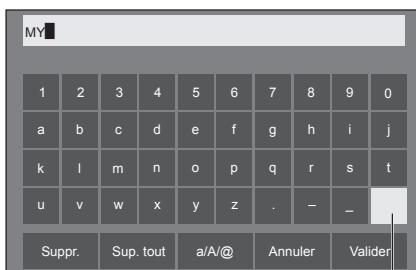 MY
1 2 3 4 5 6 7 8 9 0
a b c d e f g h i j
k l m n o p q r s t
u v w x y z . – _
Suppr. Sup. tout a/A/@ Annuler Valider